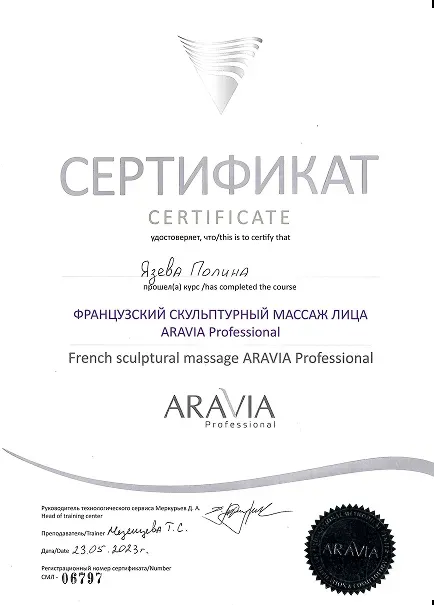 СЕРТИФИКАТ
CERTIFICATE
удостоверяет, что/this is to certify that
Язева Полина
прошел(а) курс /has completed the course
ФРАНЦУЗСКИЙ СКУЛЬПТУРНЫЙ МАССАЖ ЛИЦА
ARAVIA Professional
French sculptural massage ARAVIA Professional
ARAVIA
Professional
Руководитель технологического сервиса Меркурьев Д. А.
Head of training center
Преподаватель/Trainer Мезенцева Т. С.
Дата/Date 23.05.2023г.
Регистрационный номер сертификата/Number
СМЛ - 06797
ARAVIA